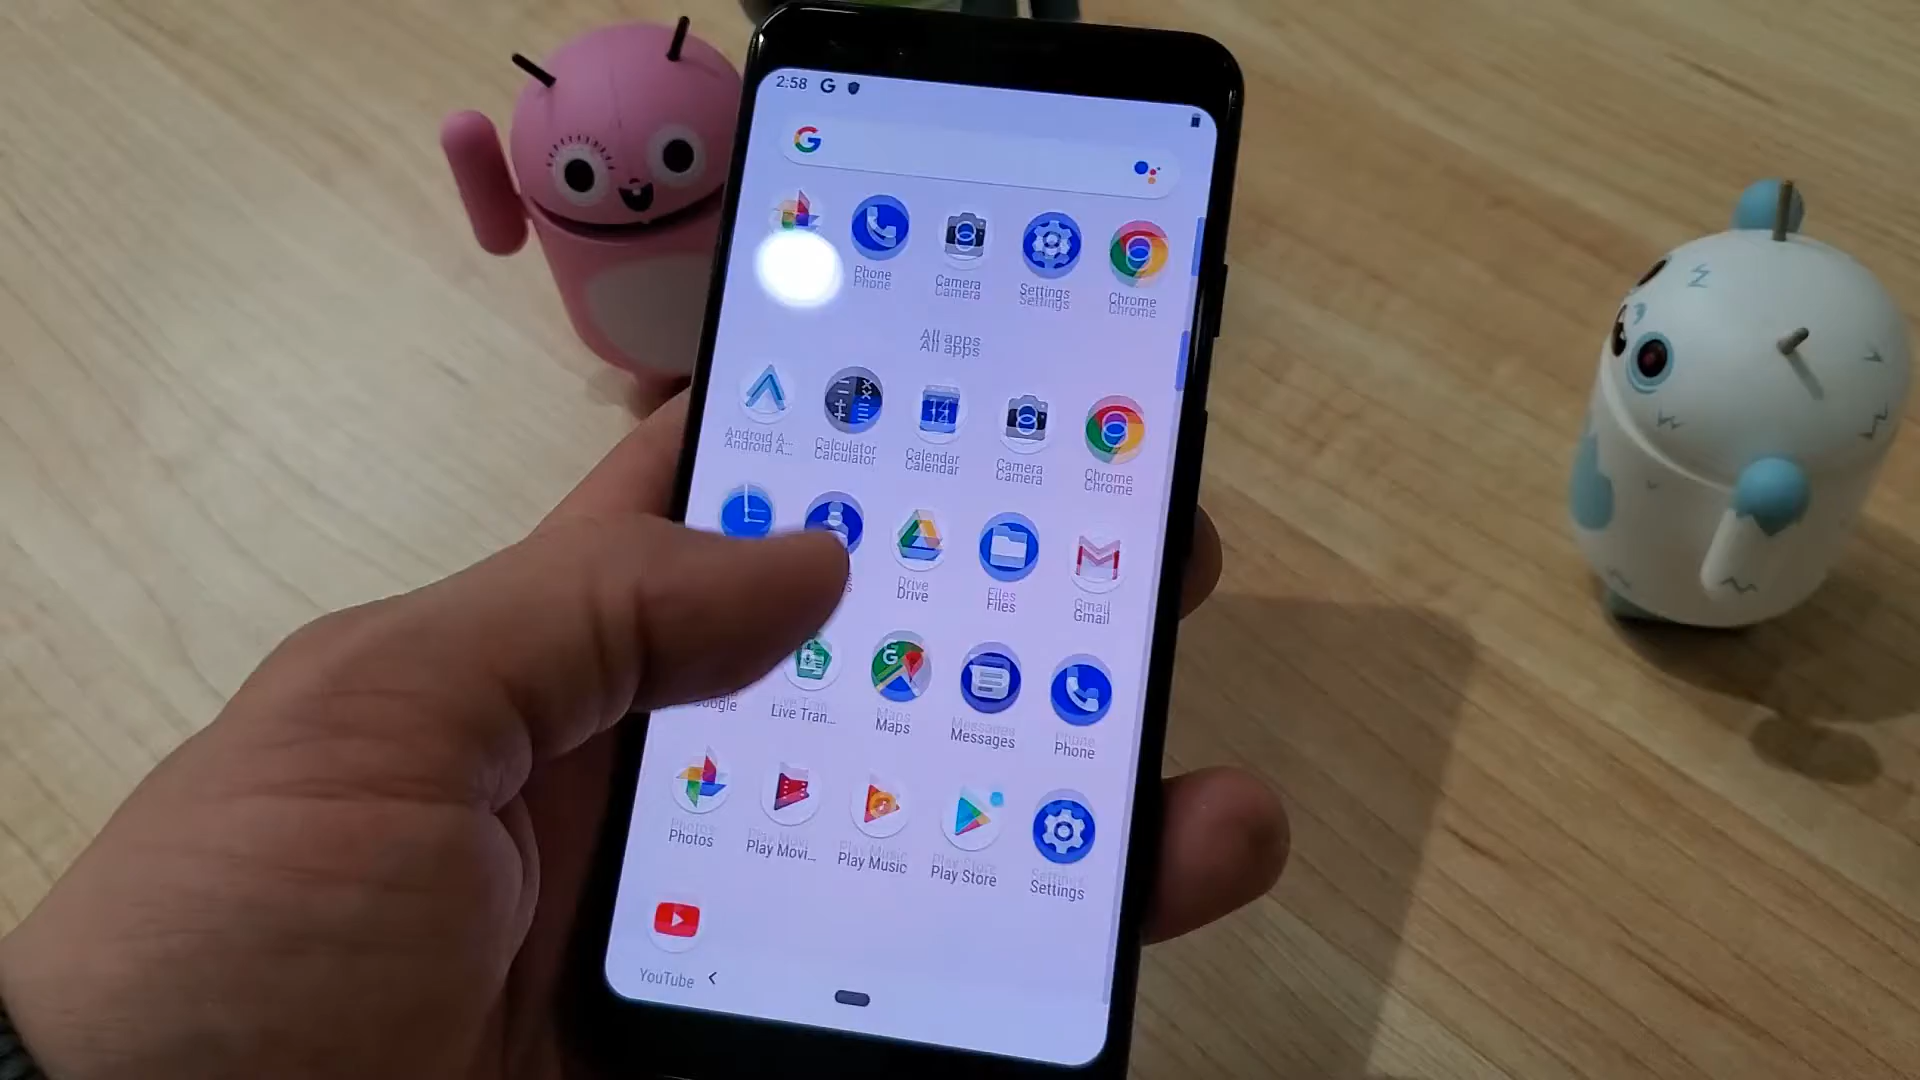 2:58 G
G
Phone Camera Settings Chrome
All apps
Android A... Calculator Calendar Camera Chrome
Drive Files Gmail
Live Tran... Maps Messages Phone
Photos Play Movi... Play Music Play Store Settings
YouTube